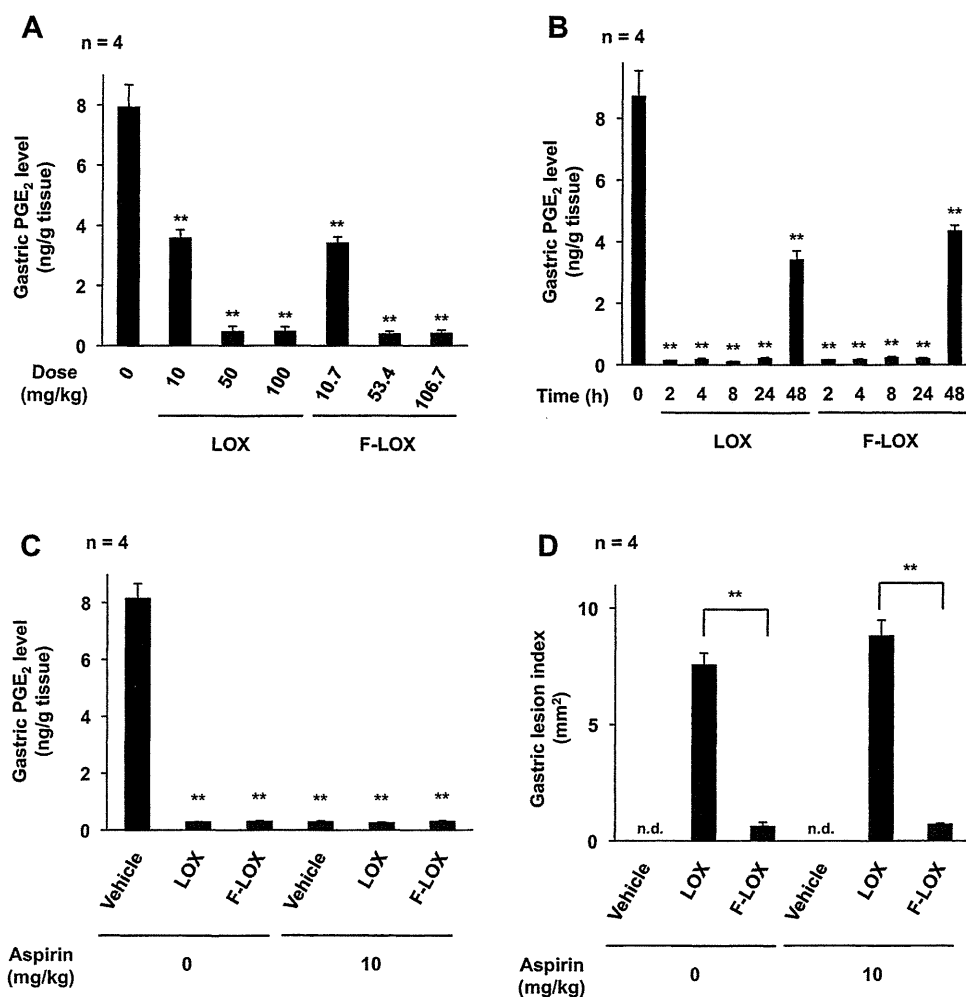 A
n = 4
Gastric PGE2 level
(ng/g tissue)
8
6
4
2
0
**
**
**
**
**
**
Dose
(mg/kg)
0
10
50
100
10.7
53.4
106.7
LOX
F-LOX
B
n = 4
Gastric PGE2 level
(ng/g tissue)
8
6
4
2
0
**
**
**
**
**
**
**
**
**
**
Time (h)
0 2 4 8 24 48 2 4 8 24 48
LOX
F-LOX
C
n = 4
Gastric PGE2 level
(ng/g tissue)
8
6
4
2
0
** ** ** ** **
Vehicle
LOX
F-LOX
Vehicle
LOX
F-LOX
Aspirin
(mg/kg)
0
10
D
n = 4
Gastric lesion index
(mm2)
10
5
0
**
**
n.d.
n.d.
Vehicle
LOX
F-LOX
Vehicle
LOX
F-LOX
Aspirin
(mg/kg)
0
10